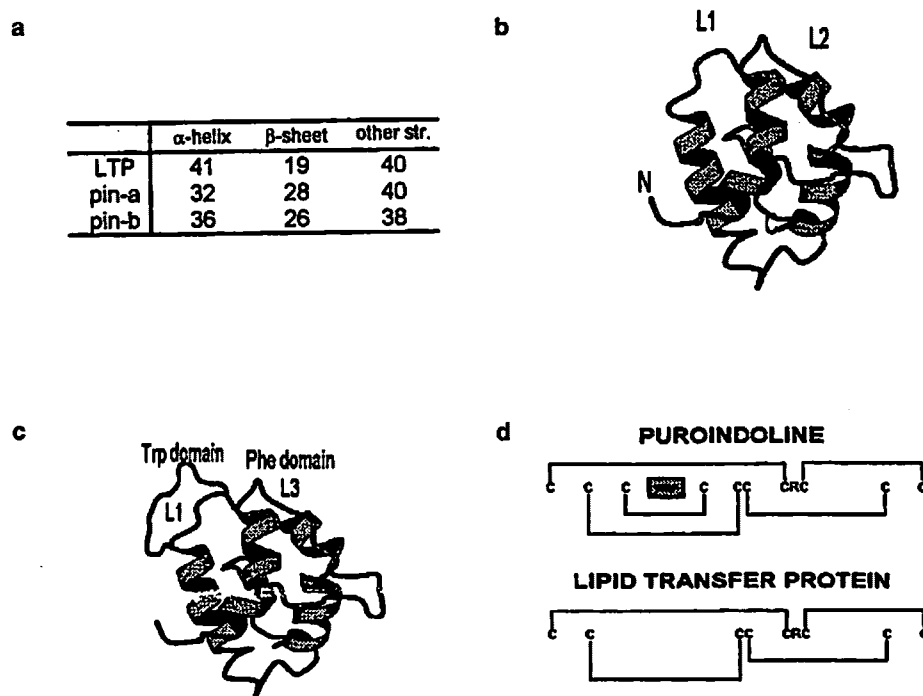 a
α-helix β-sheet other str.
LTP 41 19 40
pin-a 32 28 40
pin-b 36 26 38
b
L1 L2
N
c
Trp domain Phe domain
L1 L3
d
PUROINDOLINE
C C C C CC CRC C C
LIPID TRANSFER PROTEIN
C C CC CRC C C